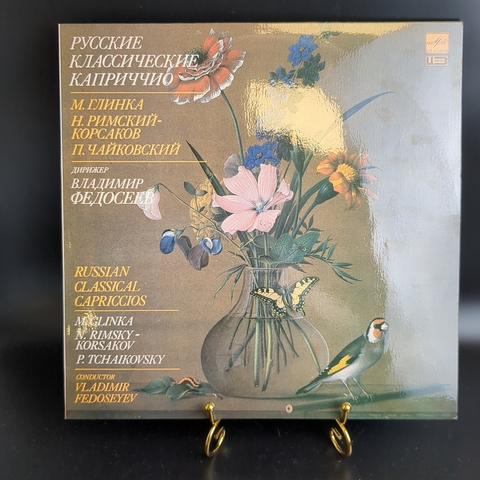 РУССКИЕ
КЛАССИЧЕСКИЕ
КАПРИЧЧИО
М. ГЛИНКА
Н. РИМСКИЙ-
КОРСАКОВ
П. ЧАЙКОВСКИЙ
ДИРИЖЕР
ВЛАДИМИР
ФЕДОСЕЕВ
RUSSIAN
CLASSICAL
CAPRICCIOS
M. GLINKA
N. RIMSKY-
KORSAKOV
P. TCHAIKOVSKY
CONDUCTOR
VLADIMIR
FEDOSEYEV